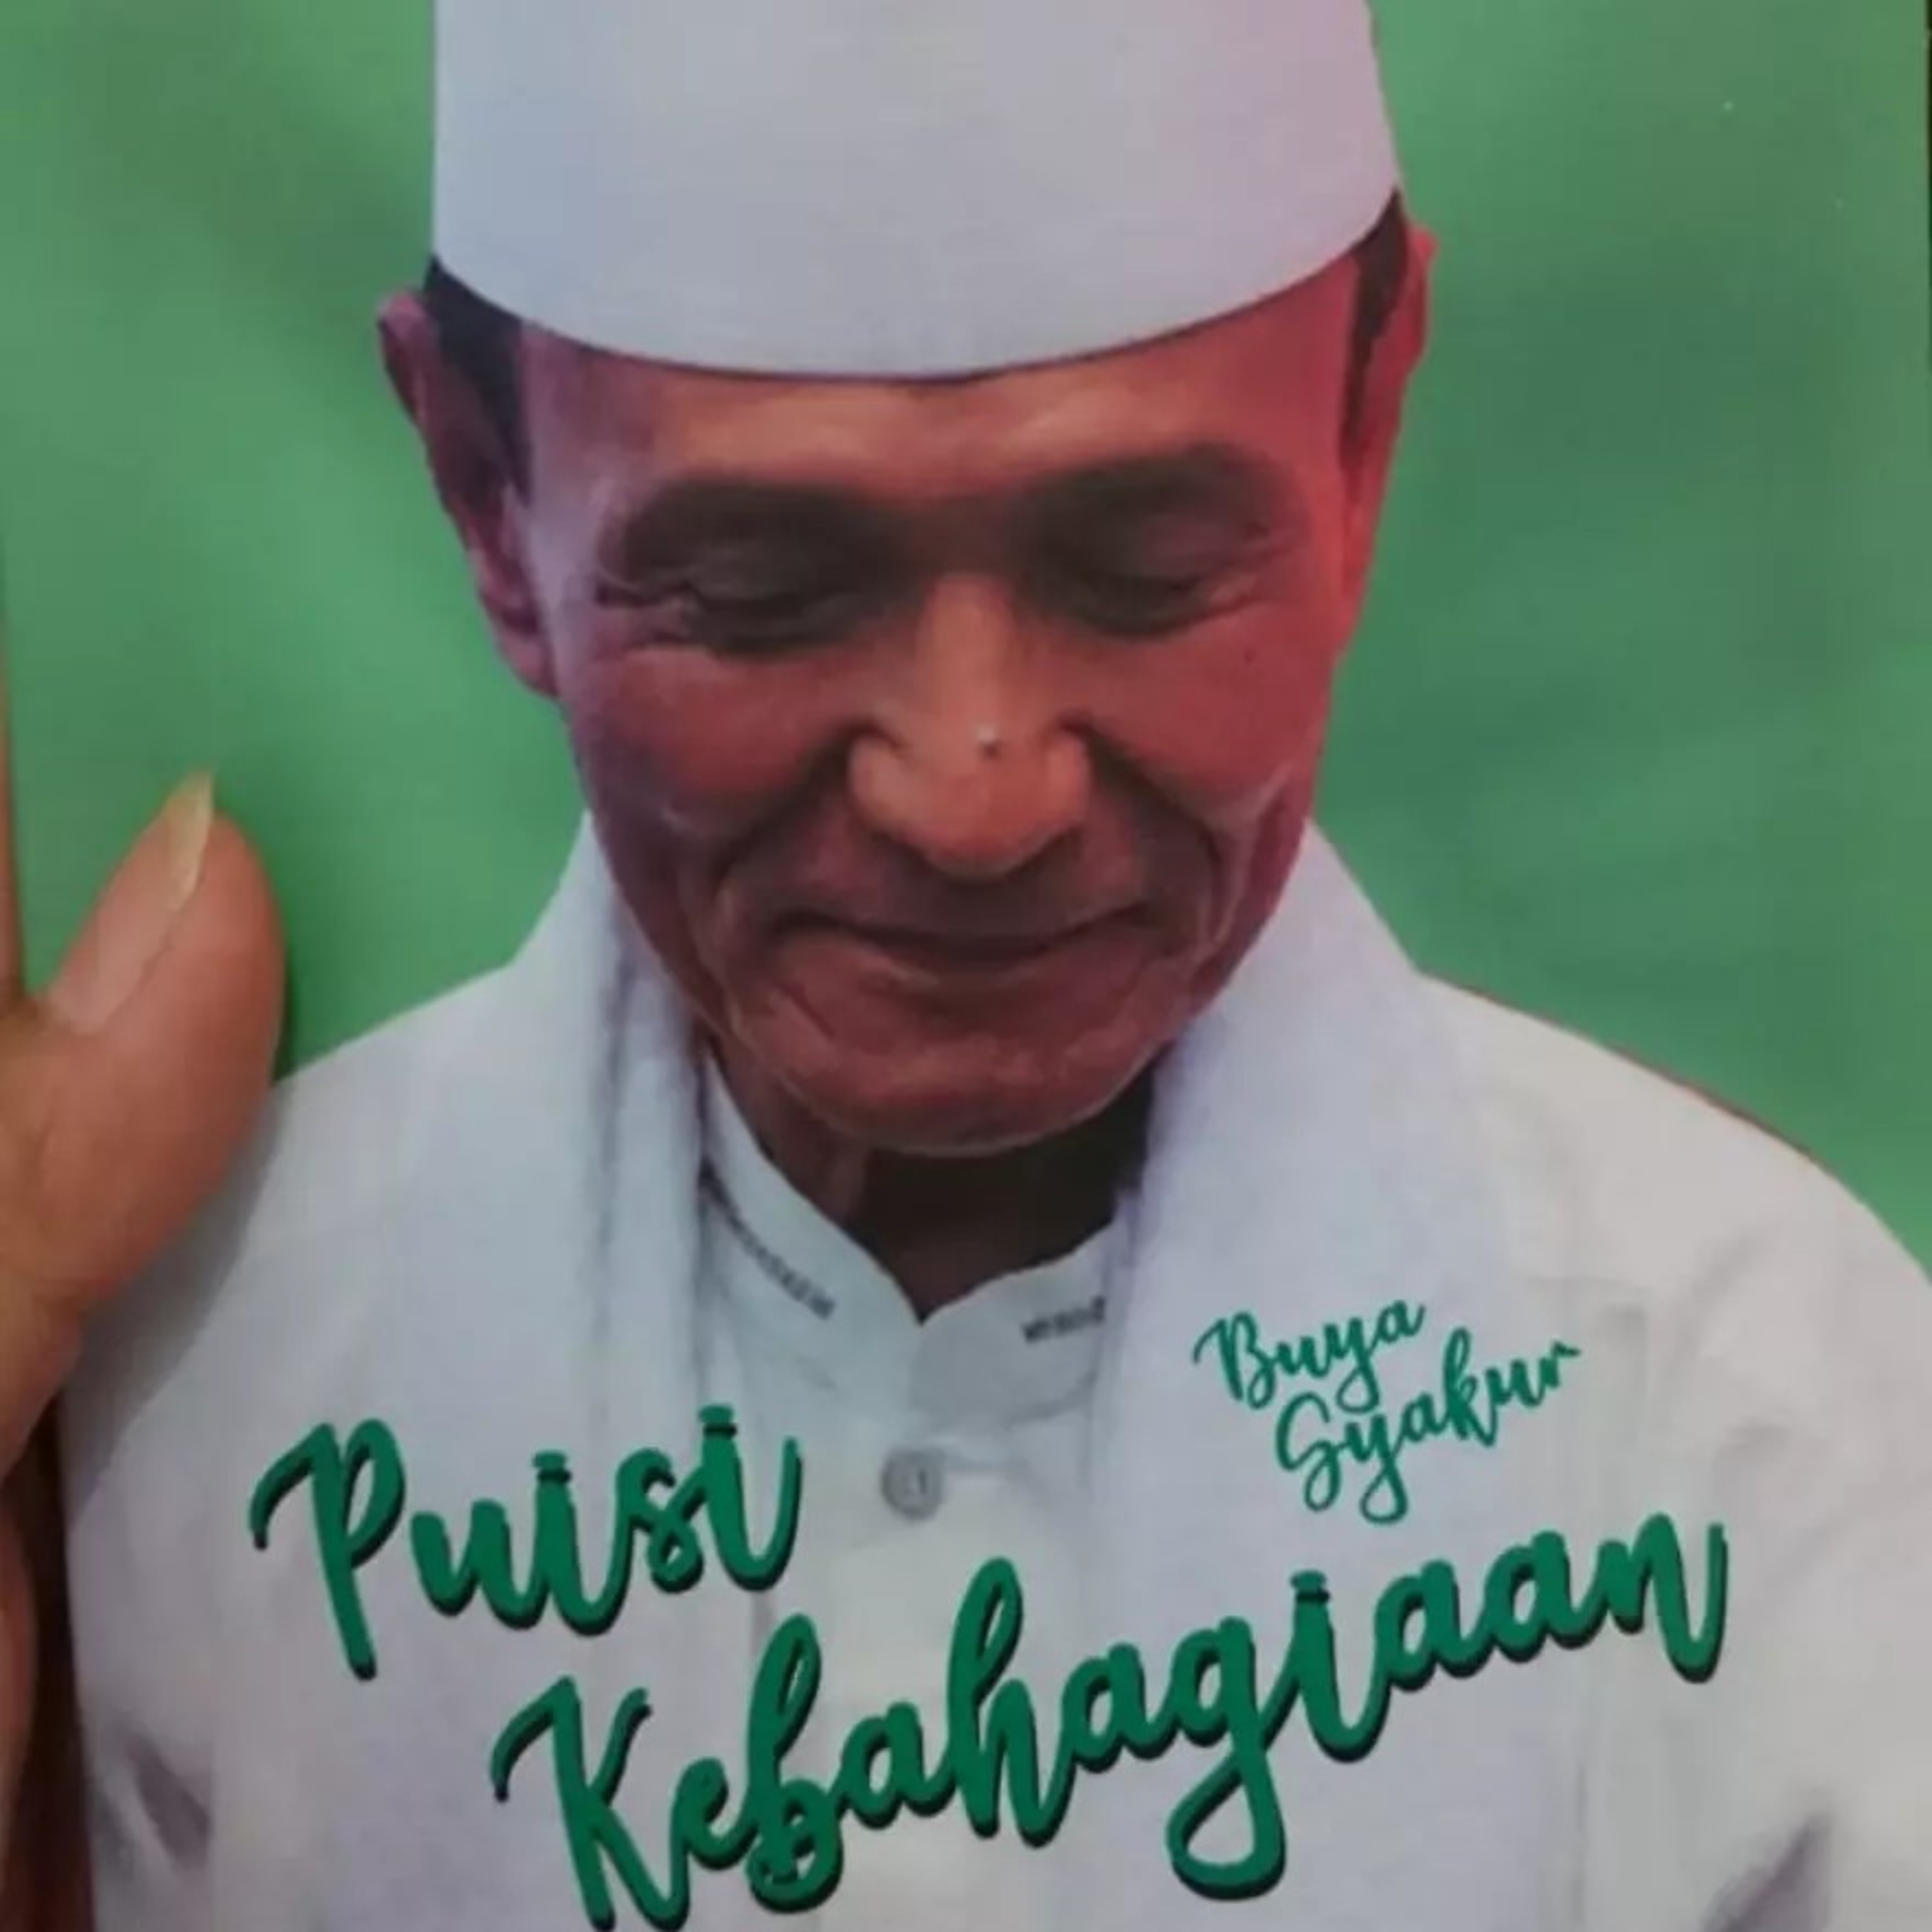 Buya
Syakur
Puisi
Kebahagiaan